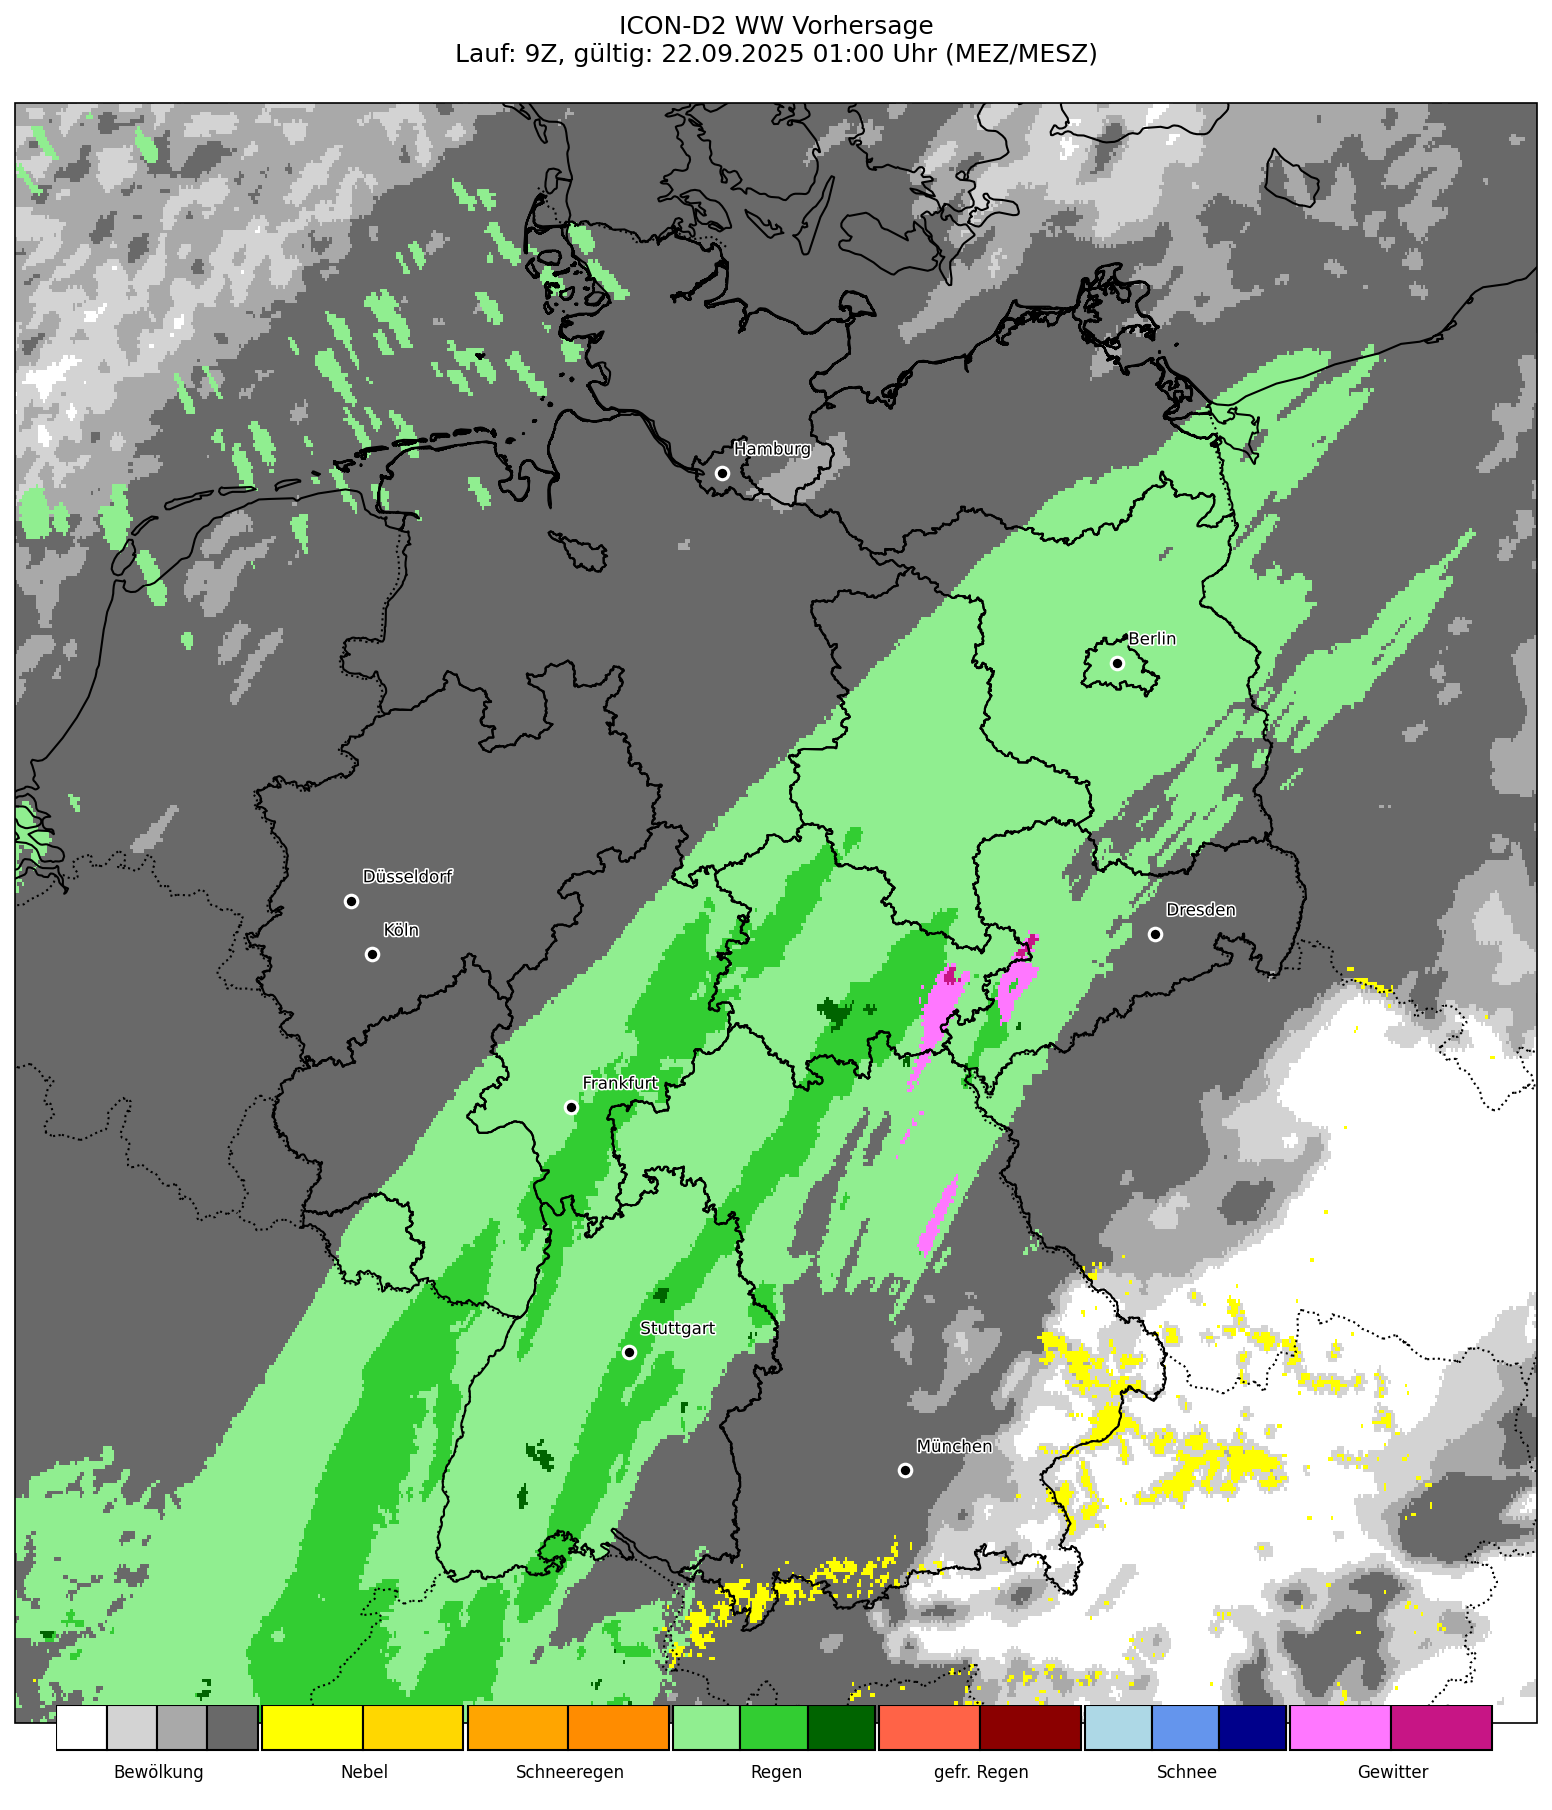 ICON-D2 WW Vorhersage
Lauf: 9Z, gültig: 22.09.2025 01:00 Uhr (MEZ/MESZ)
Hamburg
Berlin
Düsseldorf
Dresden
Köln
Frankfurt
Stuttgart
München
Bewölkung
Nebel
Schneeregen
Regen
gefr. Regen
Schnee
Gewitter